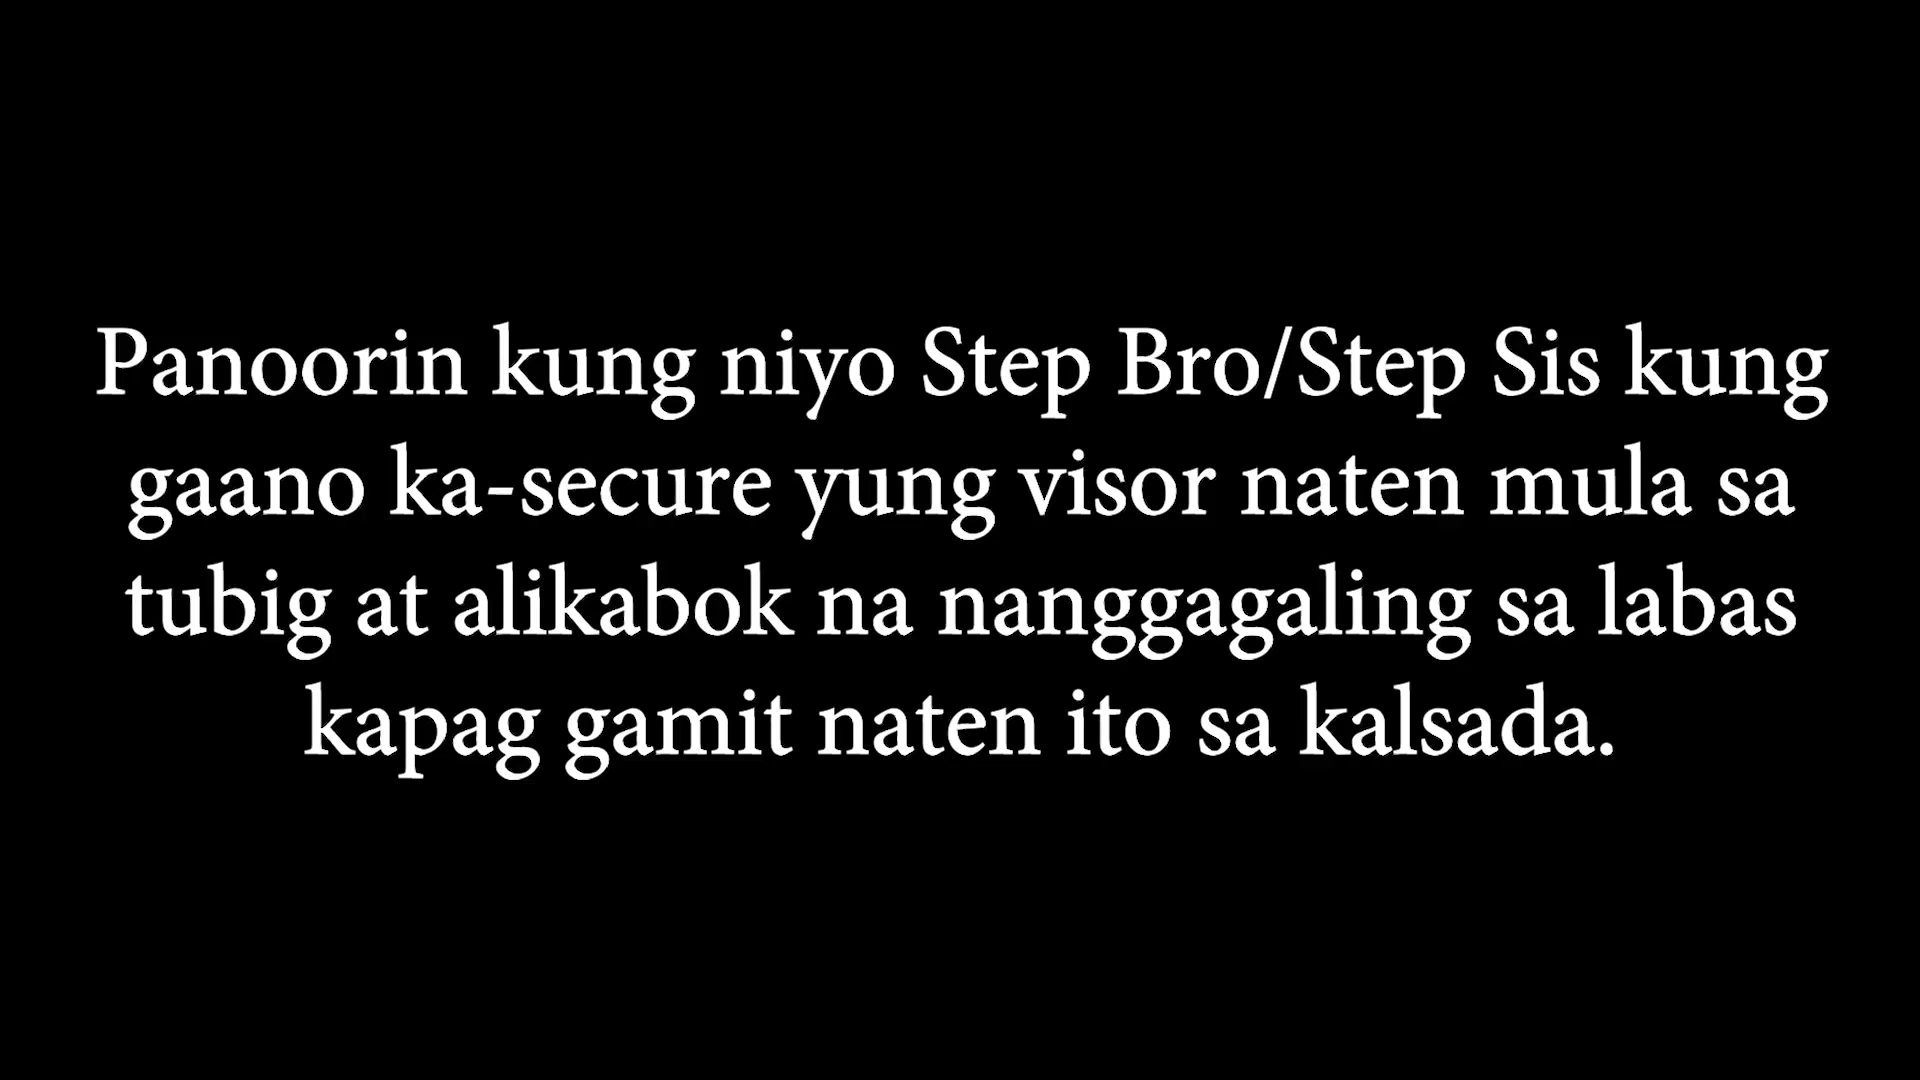 Panoorin kung niyo Step Bro/Step Sis kung
gaano ka-secure yung visor naten mula sa
tubig at alikabok na nanggagaling sa labas
kapag gamit naten ito sa kalsada.